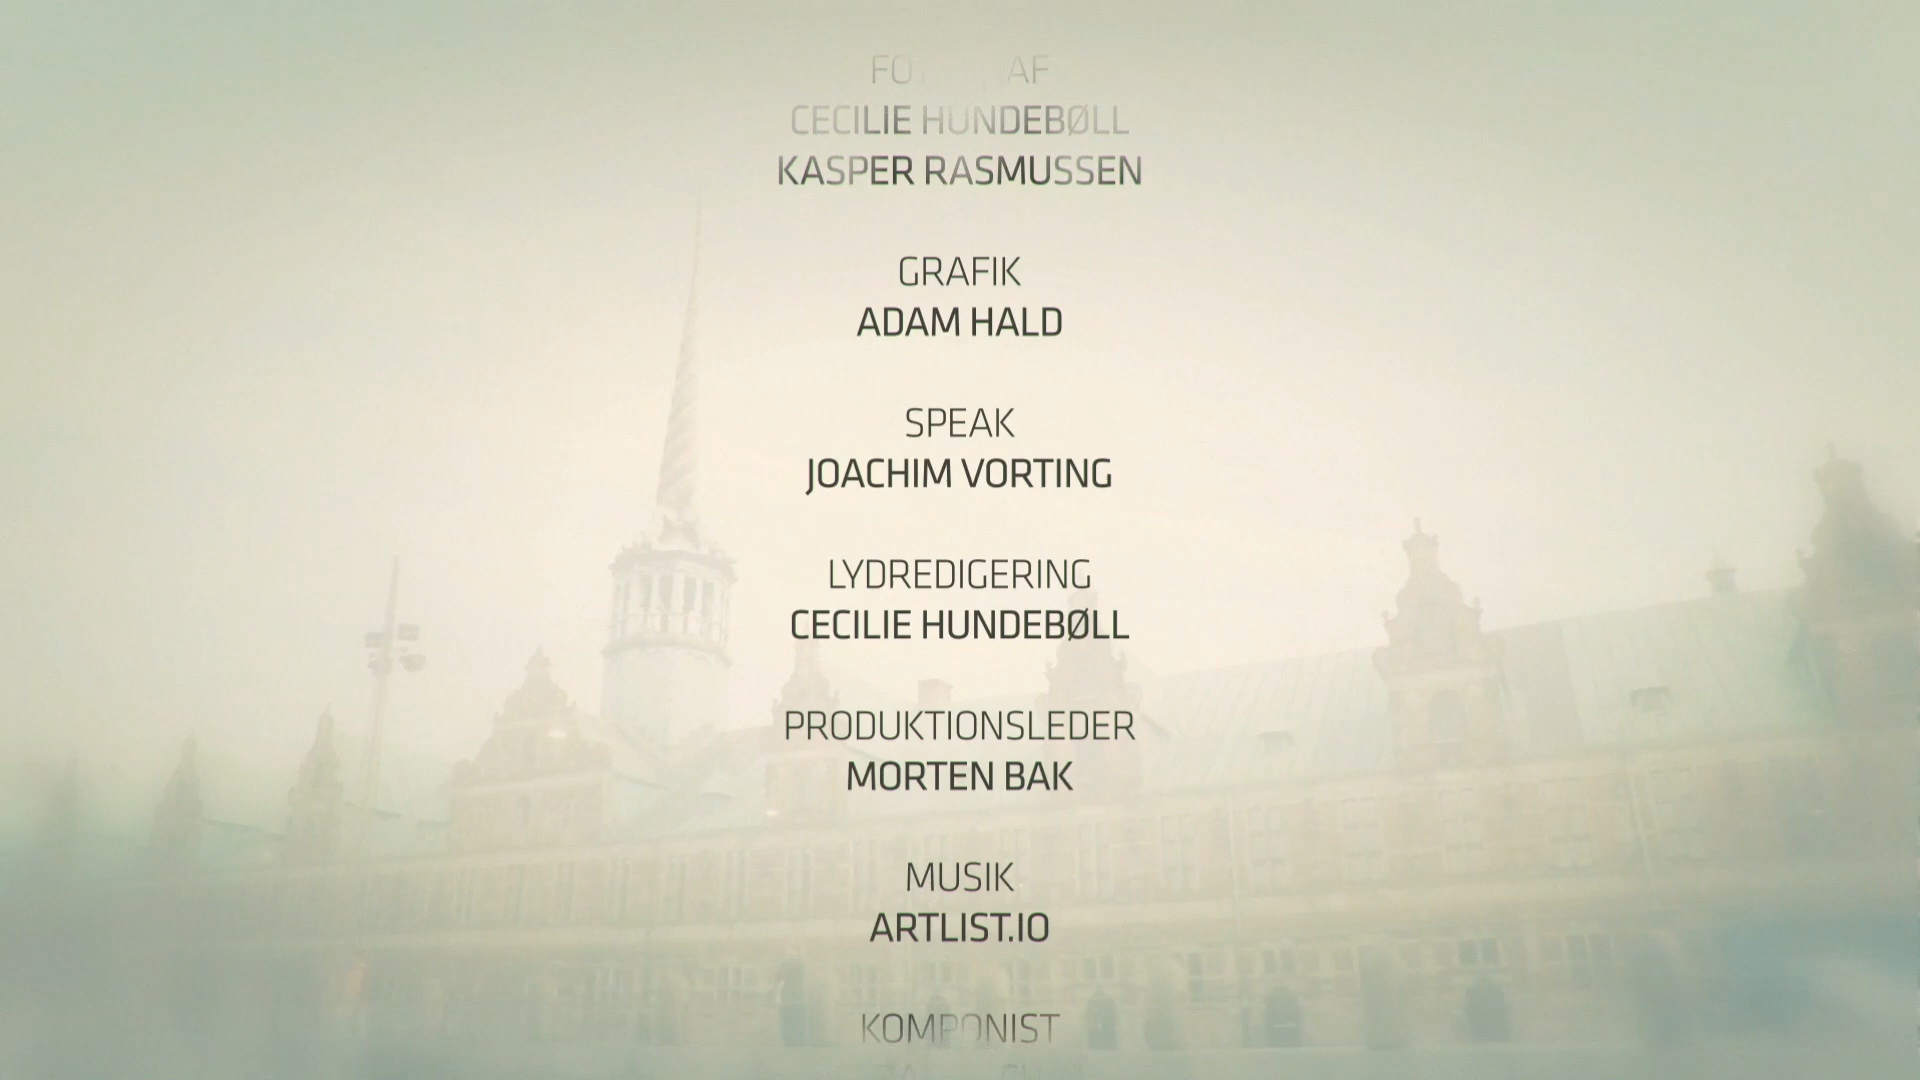 CECILIE HUNDEBØLL
KASPER RASMUSSEN
GRAFIK
ADAM HALD
SPEAK
JOACHIM VORTING
LYDREDIGERING
CECILIE HUNDEBØLL
PRODUKTIONSLEDER
MORTEN BAK
MUSIK
ARTLIST.IO
KOMPONIST